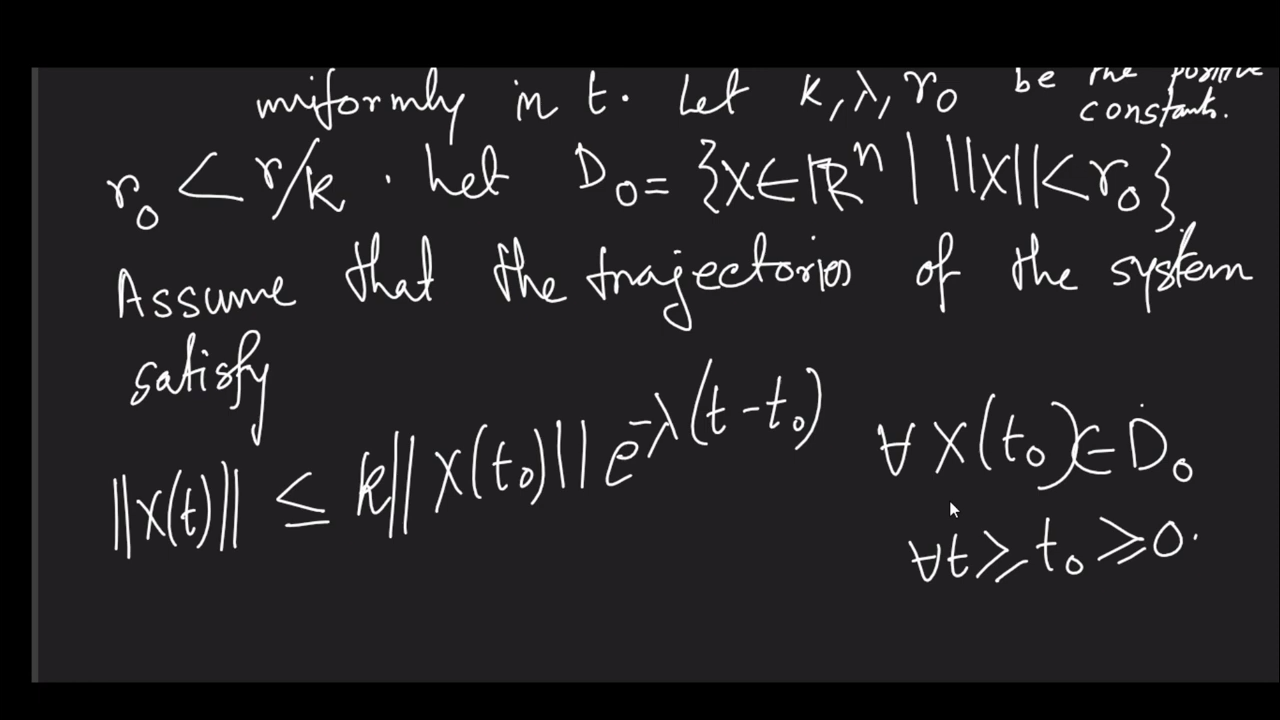 uniformly in t. Let k, λ, r₀ be the positive
constants.
r₀ < r/k. Let D₀ = {x∈ℝⁿ | ||x|| < r₀}.
Assume that the trajectories of the system
satisfy
||x(t)|| ≤ k||x(t₀)|| e^{-λ(t-t₀)} ∀ x(t₀) ∈ D₀
∀t ≥ t₀ ≥ 0.